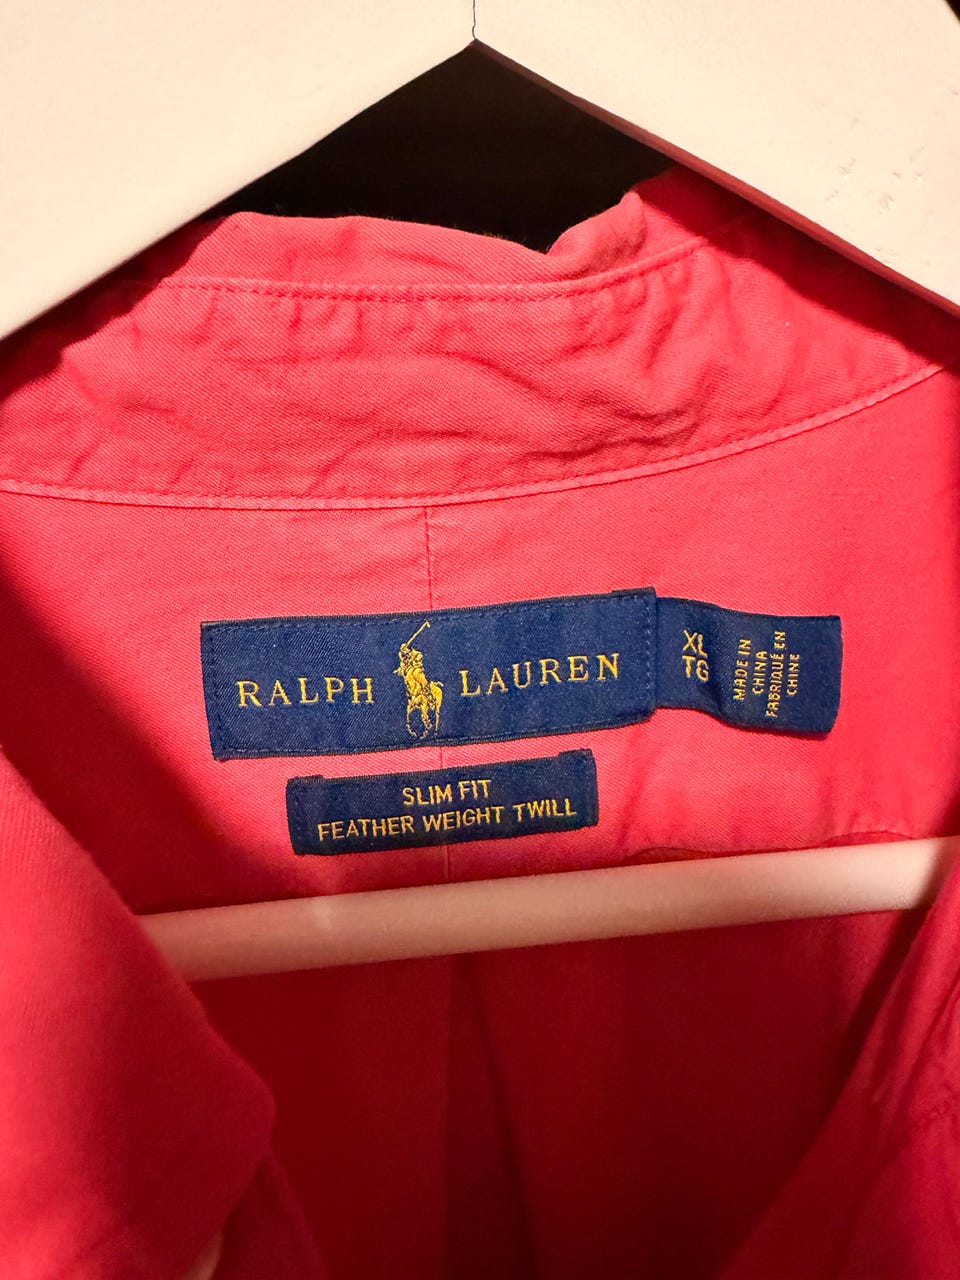 RALPH LAUREN
XL
TG
MADE IN
CHINA
FABRIQUÉ EN
CHINE
SLIM FIT
FEATHER WEIGHT TWILL